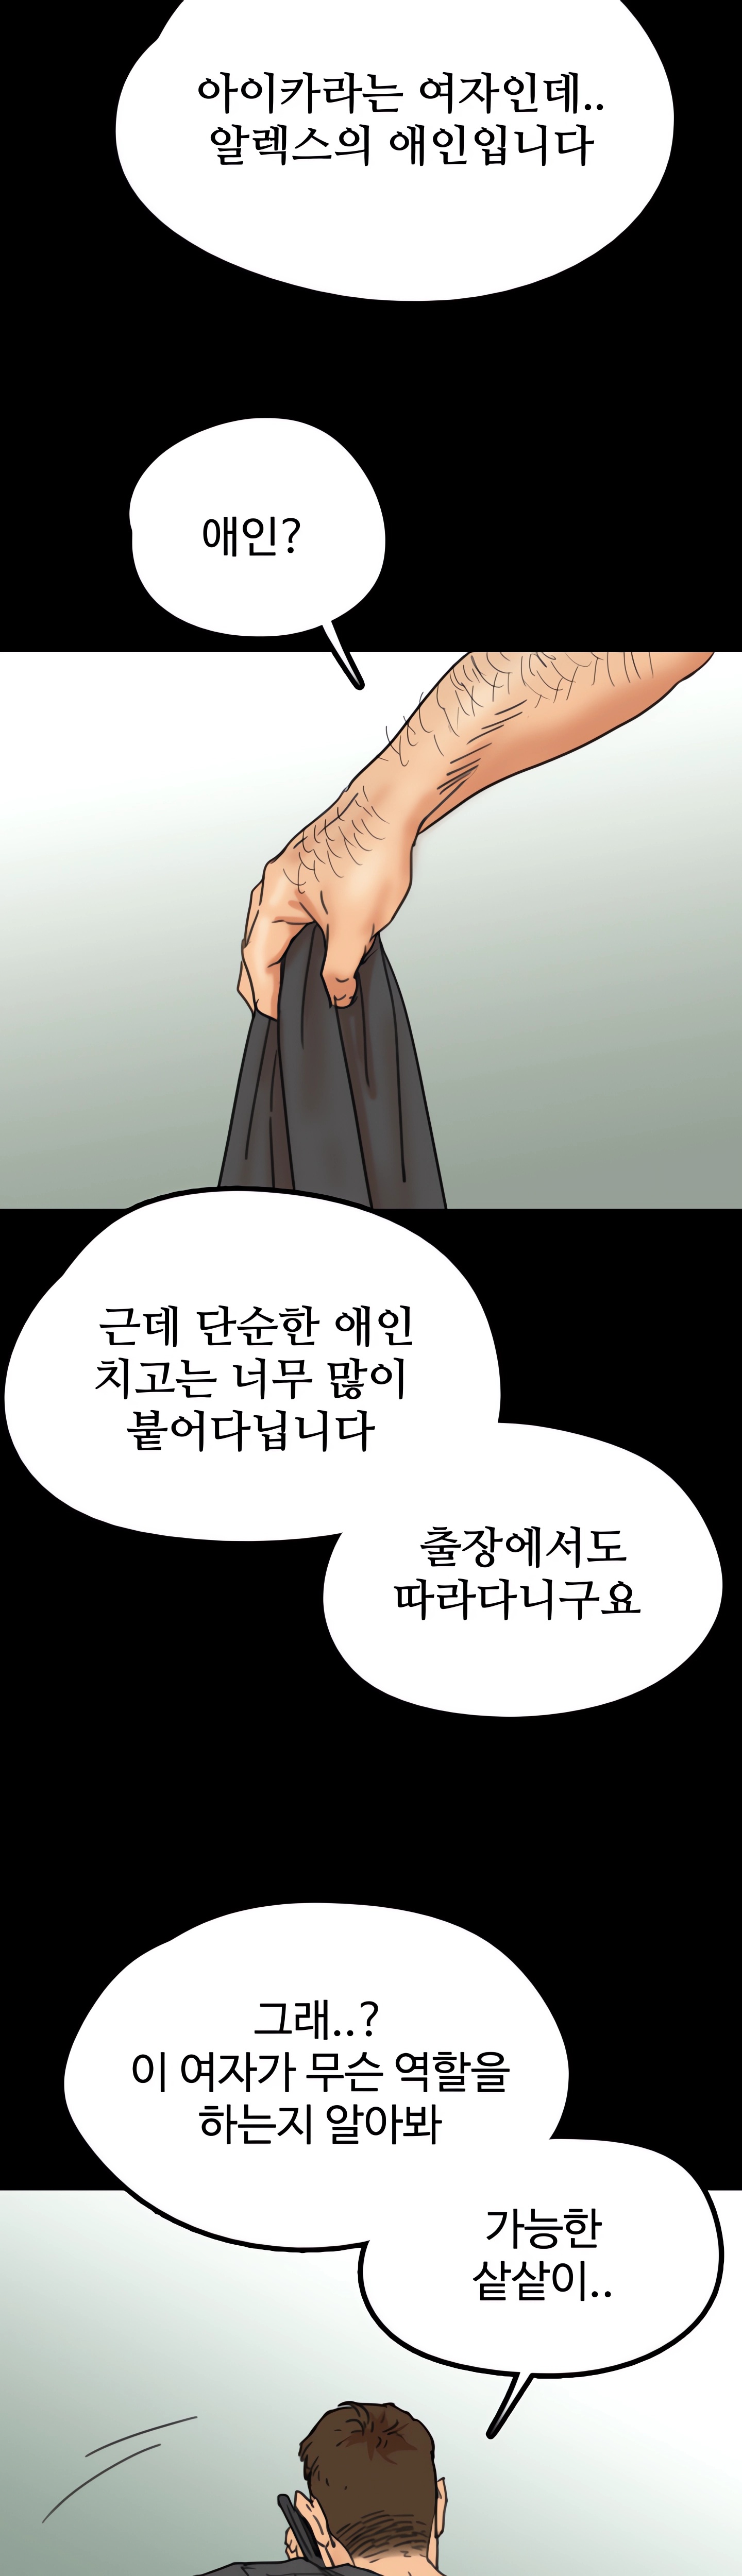 아이카라는 여자인데..
알렉스의 애인입니다
애인?
근데 단순한 애인
치고는 너무 많이
붙어다닙니다
출장에서도
따라다니구요
그래..?
이 여자가 무슨 역할을
하는지 알아봐
가능한
샅샅이..